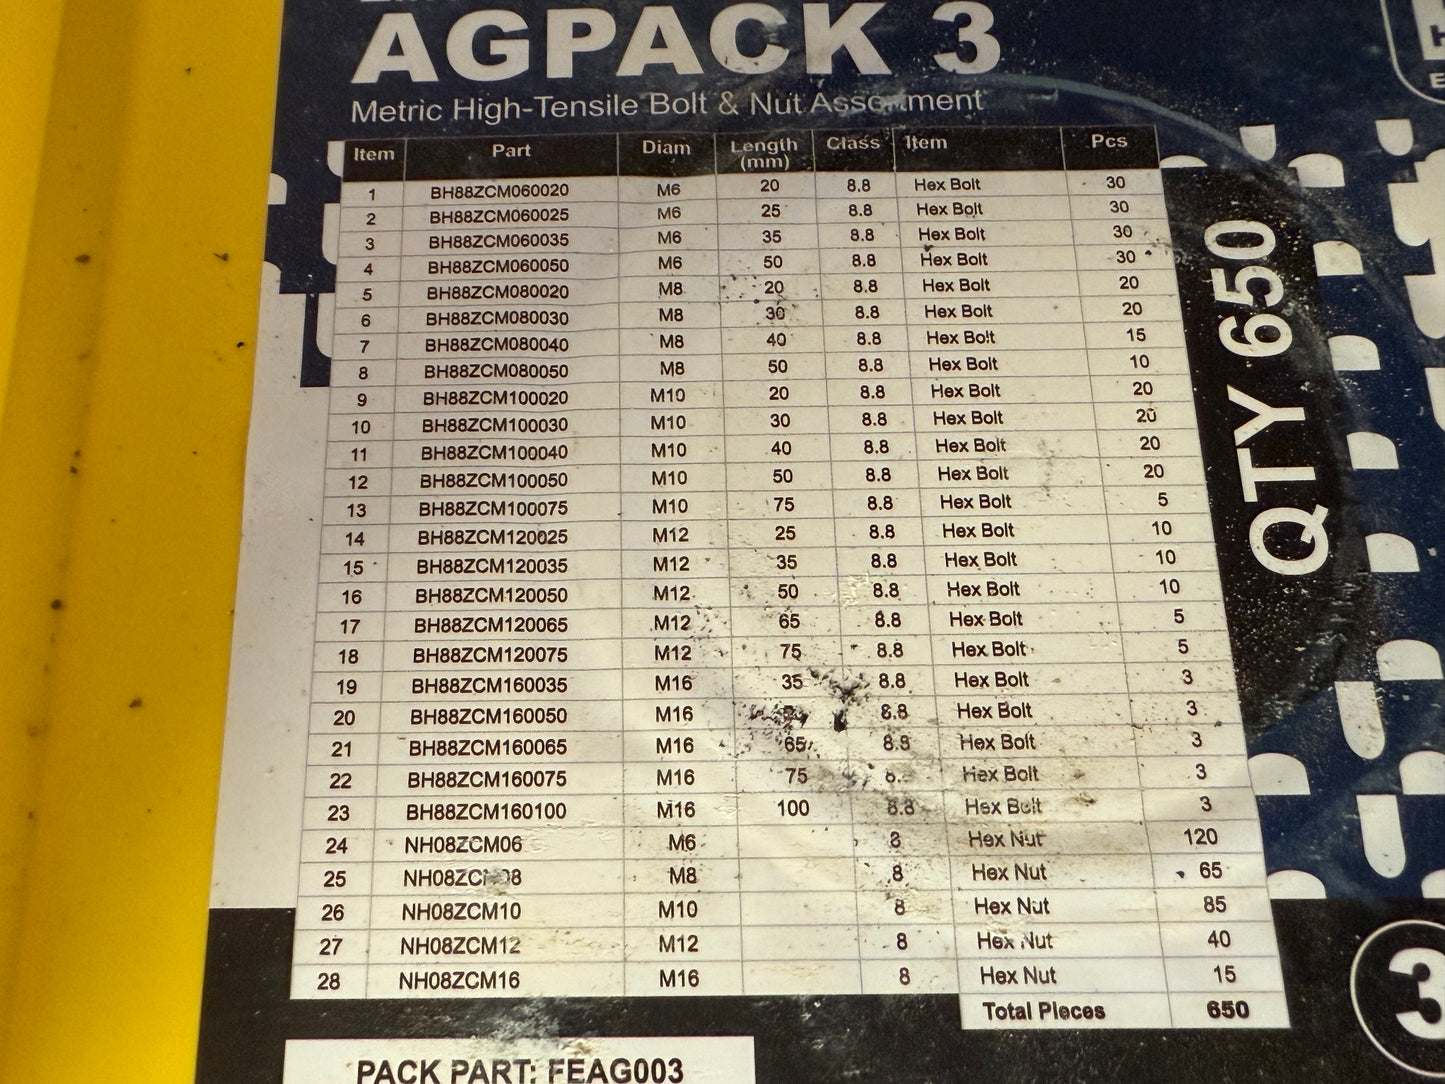 AGPACK 3
Metric High-Tensile Bolt & Nut Assortment
Item Part Diam Length (mm) Class Item Pcs
1 BH88ZCM060020 M6 20 8.8 Hex Bolt 30
2 BH88ZCM060025 M6 25 8.8 Hex Bolt 30
3 BH88ZCM060035 M6 35 8.8 Hex Bolt 30
4 BH88ZCM060050 M6 50 8.8 Hex Bolt 30
5 BH88ZCM080020 M8 20 8.8 Hex Bolt 20
6 BH88ZCM080030 M8 30 8.8 Hex Bolt 20
7 BH88ZCM080040 M8 40 8.8 Hex Bolt 15
8 BH88ZCM080050 M8 50 8.8 Hex Bolt 10
9 BH88ZCM100020 M10 20 8.8 Hex Bolt 20
10 BH88ZCM100030 M10 30 8.8 Hex Bolt 20
11 BH88ZCM100040 M10 40 8.8 Hex Bolt 20
12 BH88ZCM100050 M10 50 8.8 Hex Bolt 20
13 BH88ZCM100075 M10 75 8.8 Hex Bolt 5
14 BH88ZCM120025 M12 25 8.8 Hex Bolt 10
15 BH88ZCM120035 M12 35 8.8 Hex Bolt 10
16 BH88ZCM120050 M12 50 8.8 Hex Bolt 10
17 BH88ZCM120065 M12 65 8.8 Hex Bolt 5
18 BH88ZCM120075 M12 75 8.8 Hex Bolt 5
19 BH88ZCM160035 M16 35 8.8 Hex Bolt 3
20 BH88ZCM160050 M16 8.8 Hex Bolt 3
21 BH88ZCM160065 M16 65 8.8 Hex Bolt 3
22 BH88ZCM160075 M16 75 Hex Bolt 3
23 BH88ZCM160100 M16 100 8.8 Hex Bolt 3
24 NH08ZCM06 M6 8 Hex Nut 120
25 M8 8 Hex Nut 65
26 NH08ZCM10 M10 8 Hex Nut 85
27 NH08ZCM12 M12 8 Hex Nut 40
28 NH08ZCM16 M16 8 Hex Nut 15
Total Pieces 650
QTY 650
3
PACK PART: FEAG003